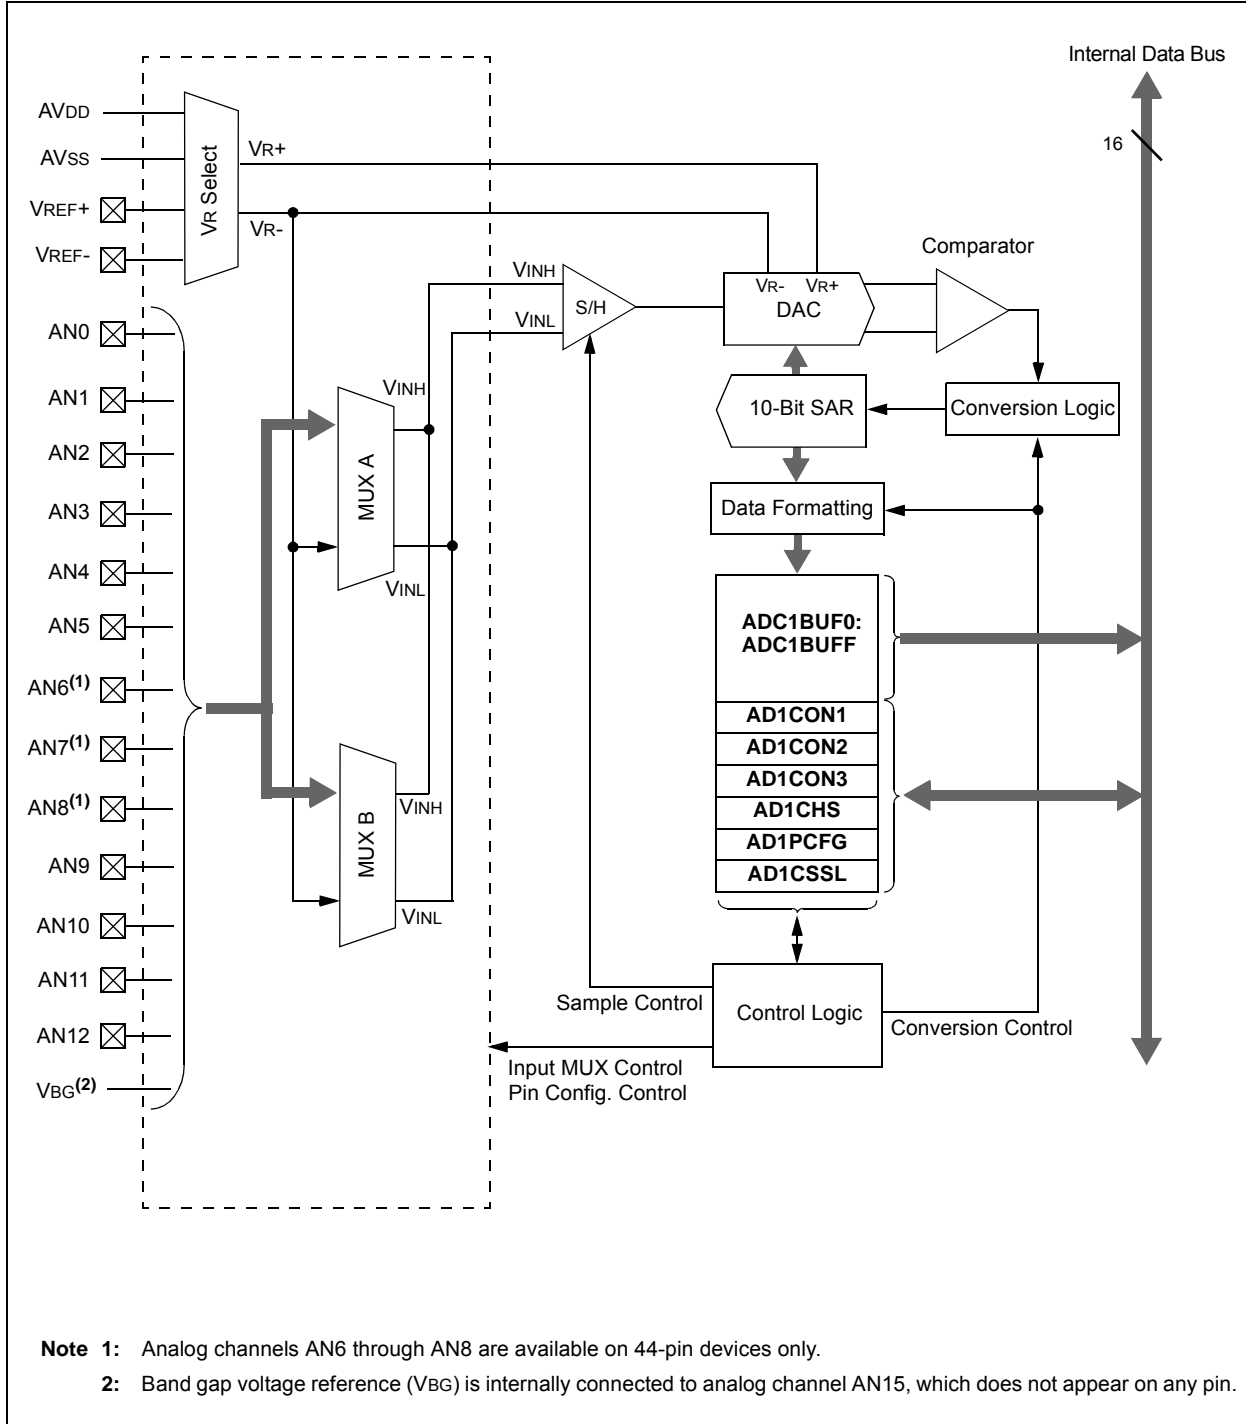 Internal Data Bus
16
AVDD
AVSS
VREF+
VREF-
VR Select
VR+
VR-
Comparator
VINH
VINL
S/H
VR- VR+
DAC
AN0
AN1
AN2
AN3
AN4
AN5
AN6(1)
AN7(1)
AN8(1)
AN9
AN10
AN11
AN12
VBG(2)
VINH
MUX A
VINL
MUX B
VINH
VINL
10-Bit SAR
Conversion Logic
Data Formatting
ADC1BUF0:
ADC1BUFF
AD1CON1
AD1CON2
AD1CON3
AD1CHS
AD1PCFG
AD1CSSL
Sample Control
Control Logic
Conversion Control
Input MUX Control
Pin Config. Control
Note 1: Analog channels AN6 through AN8 are available on 44-pin devices only.
2: Band gap voltage reference (VBG) is internally connected to analog channel AN15, which does not appear on any pin.